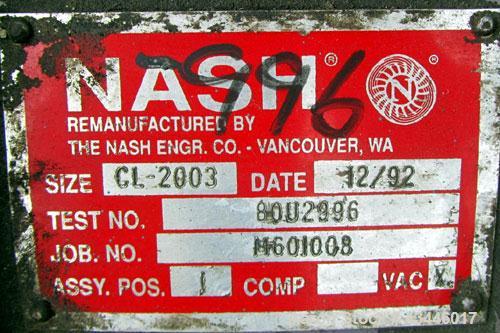 NASH® ®
996
N
REMANUFACTURED BY
THE NASH ENGR. CO. - VANCOUVER, WA
SIZE CL-2003 DATE 12/92
TEST NO. 80U2996
JOB. NO. M601008
ASSY. POS. 1 COMP VAC X